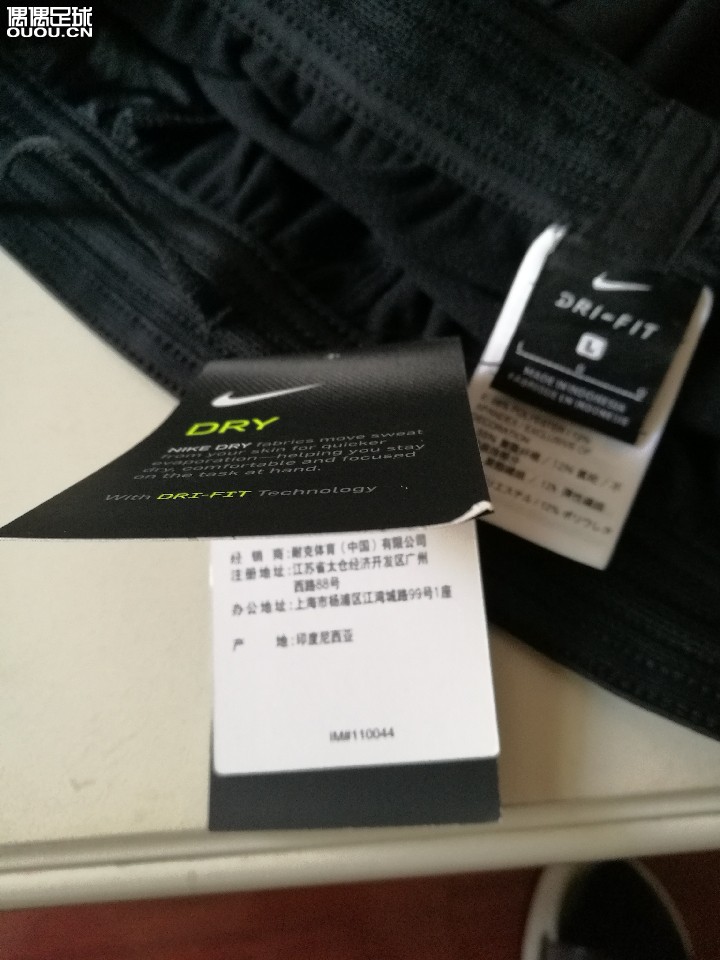 偶偶足球
OUOU.CN
DRI-FIT
L
MADE IN INDONESIA
FABRIQUÉ EN INDONESIE
DRY
NIKE DRY fabrics move sweat
from your skin for quicker
evaporation—helping you stay
dry, comfortable and focused
on the task at hand.
With DRI-FIT Technology
经 销 商:耐克体育(中国)有限公司
注册地址:江苏省太仓经济开发区广州
西路88号
办公地址:上海市杨浦区江湾城路99号1座
产 地:印度尼西亚
IM#110044